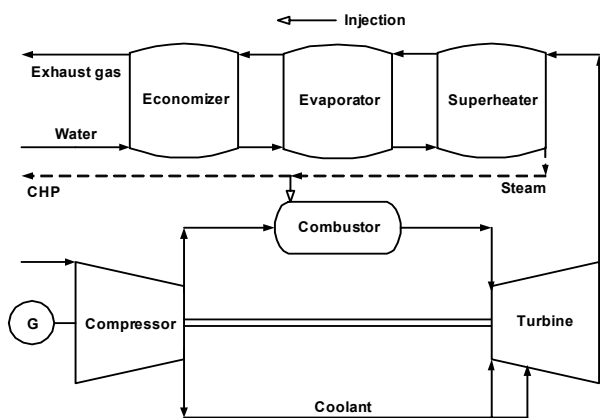 Injection
Exhaust gas
Economizer
Evaporator
Superheater
Water
CHP
Steam
Combustor
G
Compressor
Turbine
Coolant